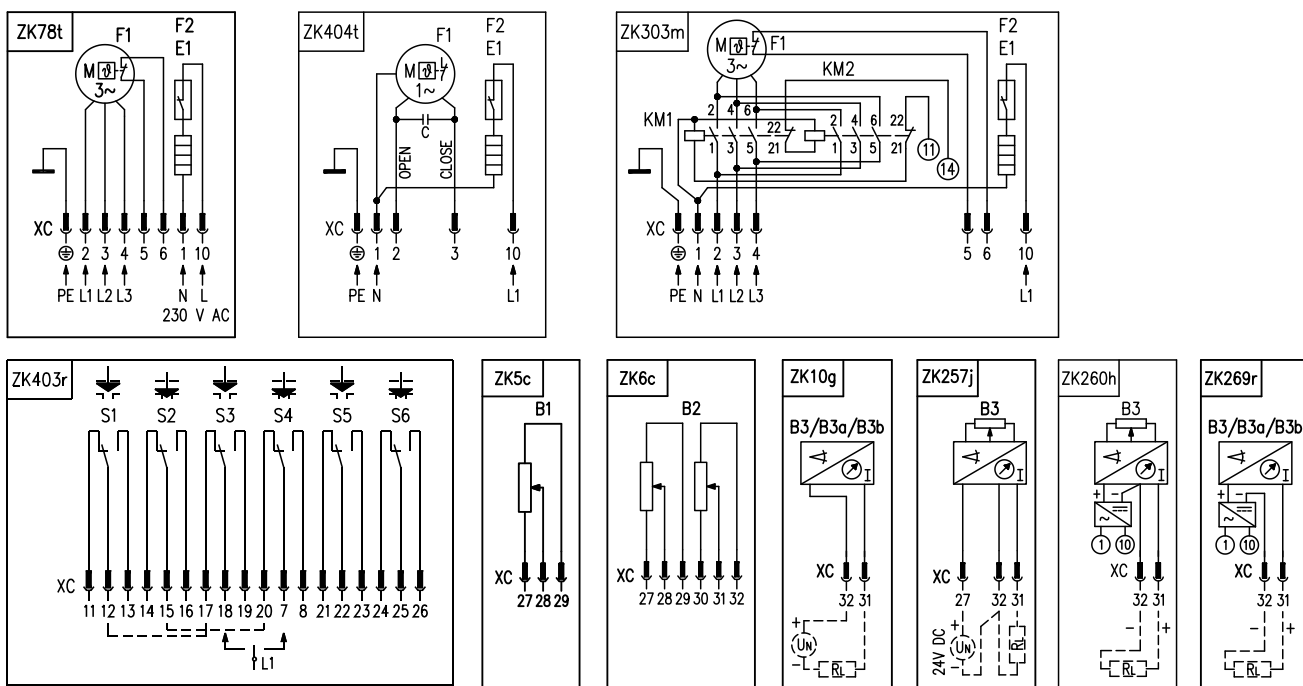 ZK78t
F1
F2
E1
M ϑ
3~
XC
2 3 4 5 6 1 10
PE L1 L2 L3 N L
230 V AC
ZK404t
F1
F2
E1
M ϑ
1~
C
OPEN
CLOSE
XC
1 2 3 10
PE N L1
ZK303m
M ϑ
3~
F1
F2
E1
KM2
KM1
2 4 6 22 2 4 6 22
1 3 5 21 1 3 5 21
11
14
XC
1 2 3 4 5 6 10
PE N L1 L2 L3 L1
ZK403r
S1 S2 S3 S4 S5 S6
XC
11 12 13 14 15 16 17 18 19 20 7 8 21 22 23 24 25 26
L1
ZK5c
B1
XC
27 28 29
ZK6c
B2
XC
27 28 29 30 31 32
ZK10g
B3/B3a/B3b
I
XC
32 31
+
UN
-
RL
ZK257j
B3
I
XC
27 32 31
24V DC
+
UN
-
RL
ZK260h
B3
I
+ -
~
1 10
XC
32 31
- +
RL
ZK269r
B3/B3a/B3b
I
+ -
~
1 10
XC
32 31
- +
RL